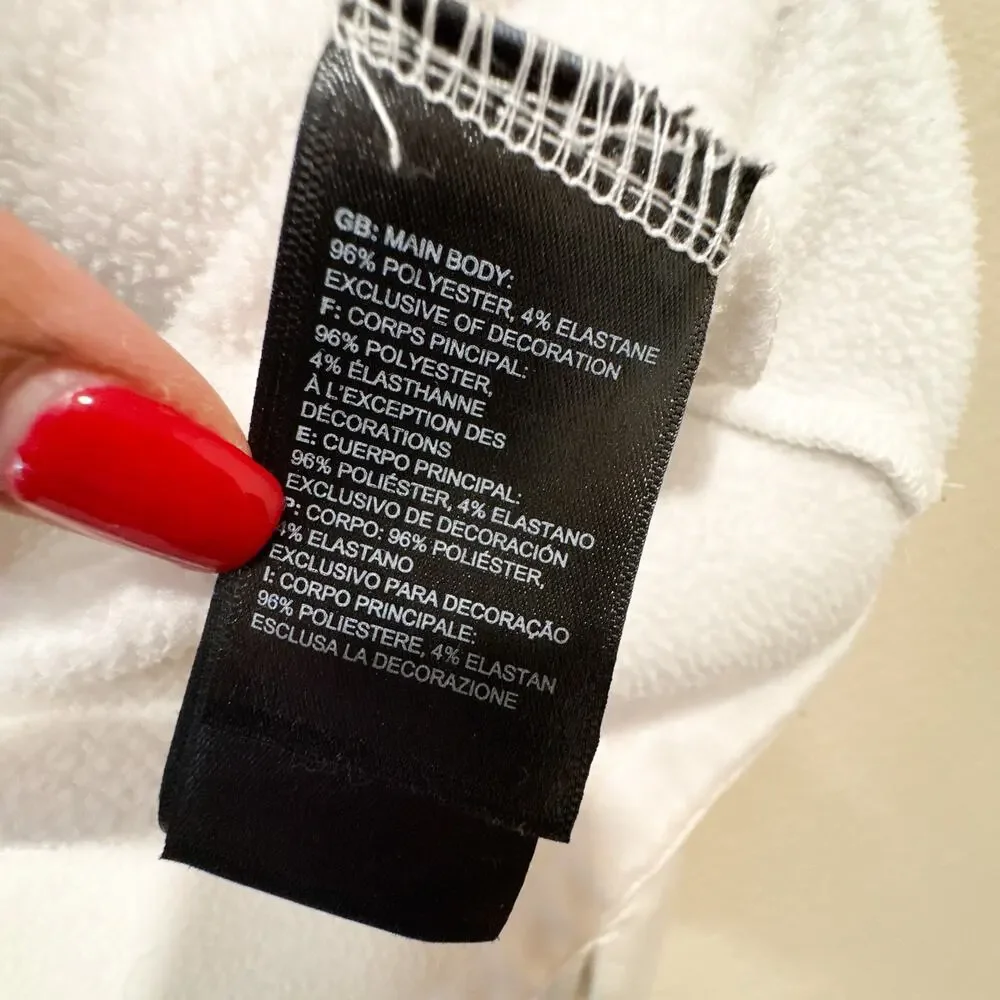 GB: MAIN BODY:
96% POLYESTER, 4% ELASTANE
EXCLUSIVE OF DECORATION
F: CORPS PINCIPAL:
96% POLYESTER,
4% ÉLASTHANNE
À L'EXCEPTION DES
DÉCORATIONS
E: CUERPO PRINCIPAL:
96% POLIÉSTER, 4% ELASTANO
EXCLUSIVO DE DECORACIÓN
P: CORPO: 96% POLIÉSTER,
4% ELASTANO
EXCLUSIVO PARA DECORAÇÃO
I: CORPO PRINCIPALE:
96% POLIESTERE, 4% ELASTAN
ESCLUSA LA DECORAZIONE